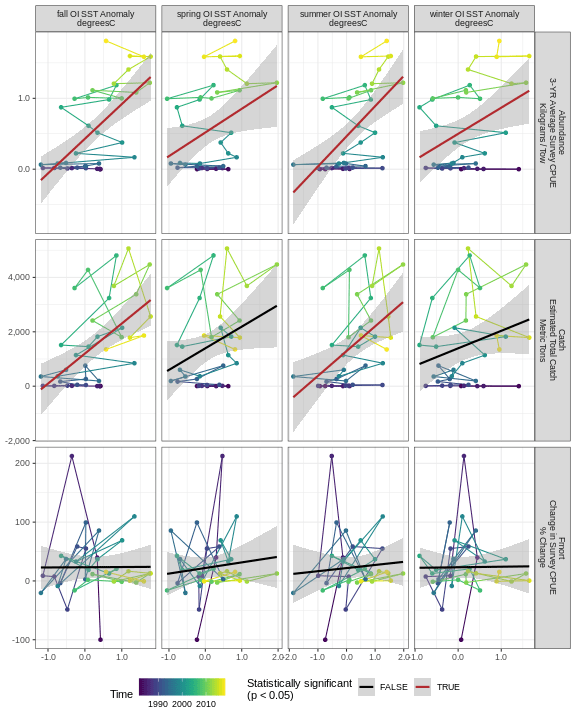 fall OI SST Anomaly
degreesC
spring OI SST Anomaly
degreesC
summer OI SST Anomaly
degreesC
winter OI SST Anomaly
degreesC
1.0
0.0
Abundance
3-YR Average Survey CPUE
Kilograms / Tow
4,000
2,000
0
-2,000
Catch
Estimated Total Catch
Metric Tons
200
100
0
-100
Fmort
Change in Survey CPUE
% Change
-1.0 0.0 1.0
-1.0 0.0 1.0 2.0
-2.0 -1.0 0.0 1.0 2.0
-1.0 0.0 1.0
Time
1990 2000 2010
Statistically significant
(p < 0.05)
FALSE
TRUE